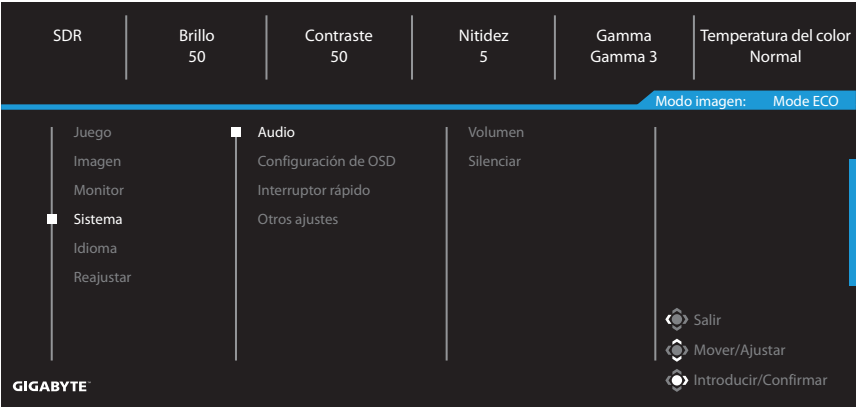 SDR
Brillo
50
Contraste
50
Nitidez
5
Gamma
Gamma 3
Temperatura del color
Normal
Modo imagen: Mode ECO
Juego
Imagen
Monitor
Sistema
Idioma
Reajustar
Audio
Configuración de OSD
Interruptor rápido
Otros ajustes
Volumen
Silenciar
Salir
Mover/Ajustar
Introducir/Confirmar
GIGABYTE™